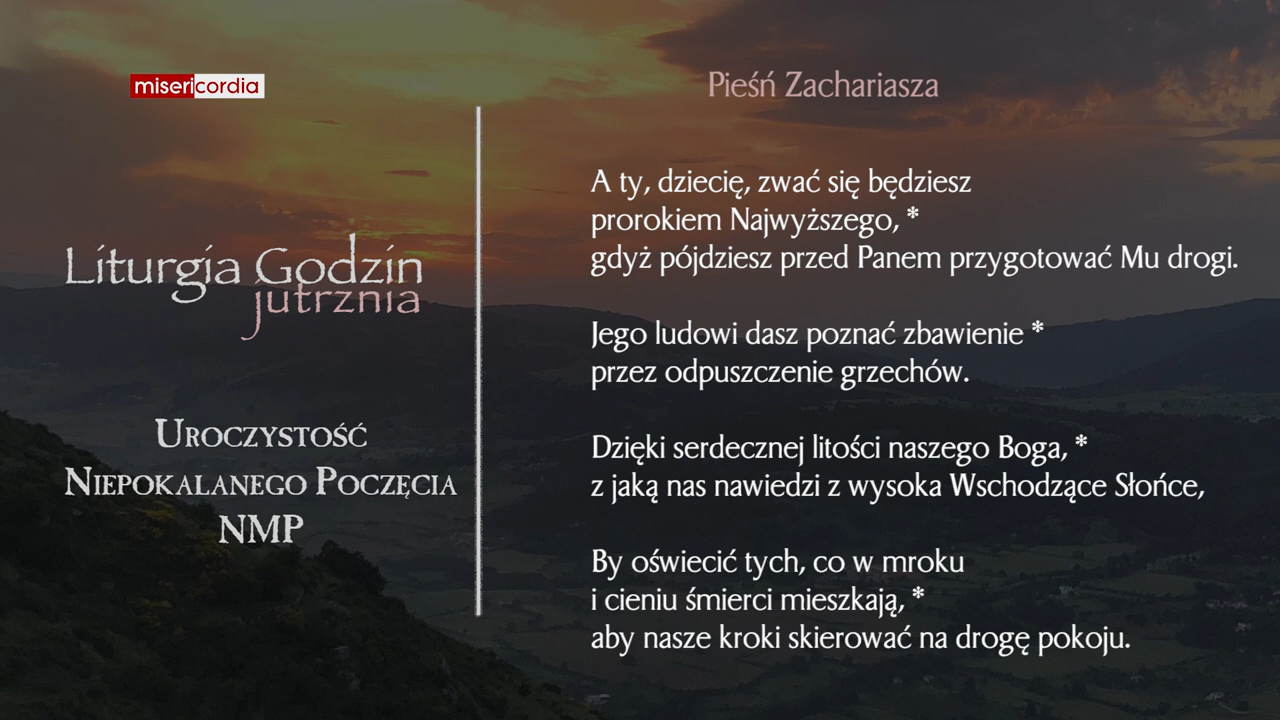 misericordia
Liturgia Godzin
jutrznia
Uroczystość
Niepokalanego Poczęcia
NMP
Pieśń Zachariasza
A ty, dziecię, zwać się będziesz
prorokiem Najwyższego, *
gdyż pójdziesz przed Panem przygotować Mu drogi.
Jego ludowi dasz poznać zbawienie *
przez odpuszczenie grzechów.
Dzięki serdecznej litości naszego Boga, *
z jaką nas nawiedzi z wysoka Wschodzące Słońce,
By oświecić tych, co w mroku
i cieniu śmierci mieszkają, *
aby nasze kroki skierować na drogę pokoju.